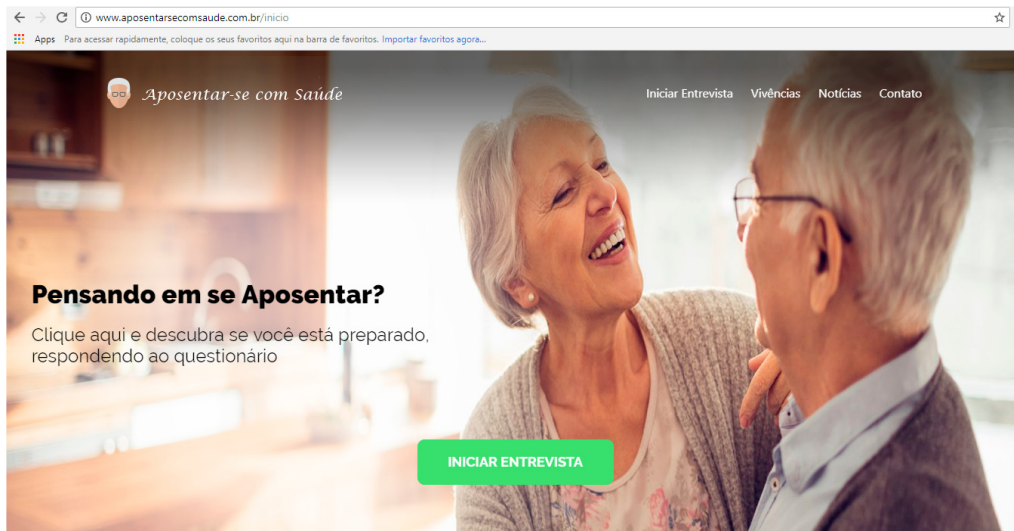 www.aposentarsecomsaude.com.br/inicio
Apps Para acessar rapidamente, coloque os seus favoritos aqui na barra de favoritos. Importar favoritos agora...
Aposentar-se com Saúde
Iniciar Entrevista Vivências Notícias Contato
Pensando em se Aposentar?
Clique aqui e descubra se você está preparado,
respondendo ao questionário
INICIAR ENTREVISTA